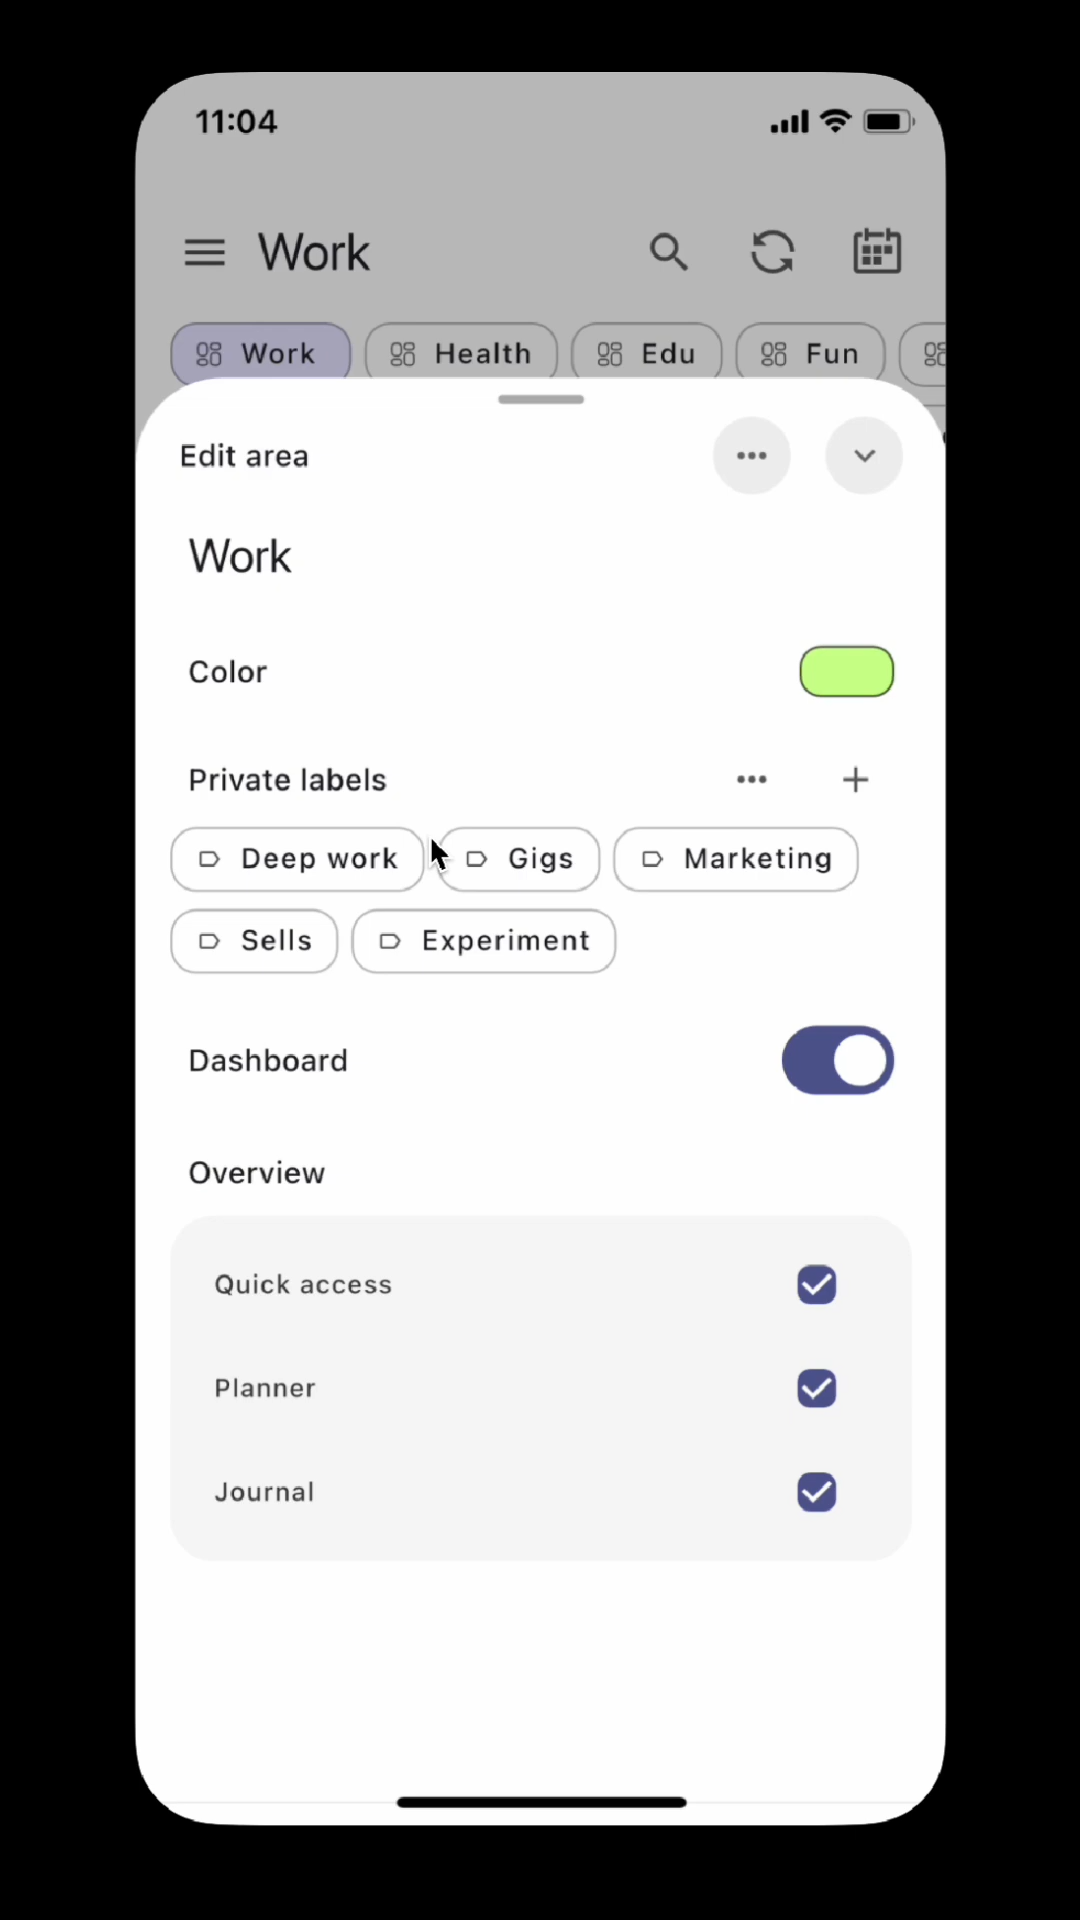 11:04
Work
Work Health Edu Fun
Edit area
Work
Color
Private labels
Deep work Gigs Marketing
Sells Experiment
Dashboard
Overview
Quick access
Planner
Journal